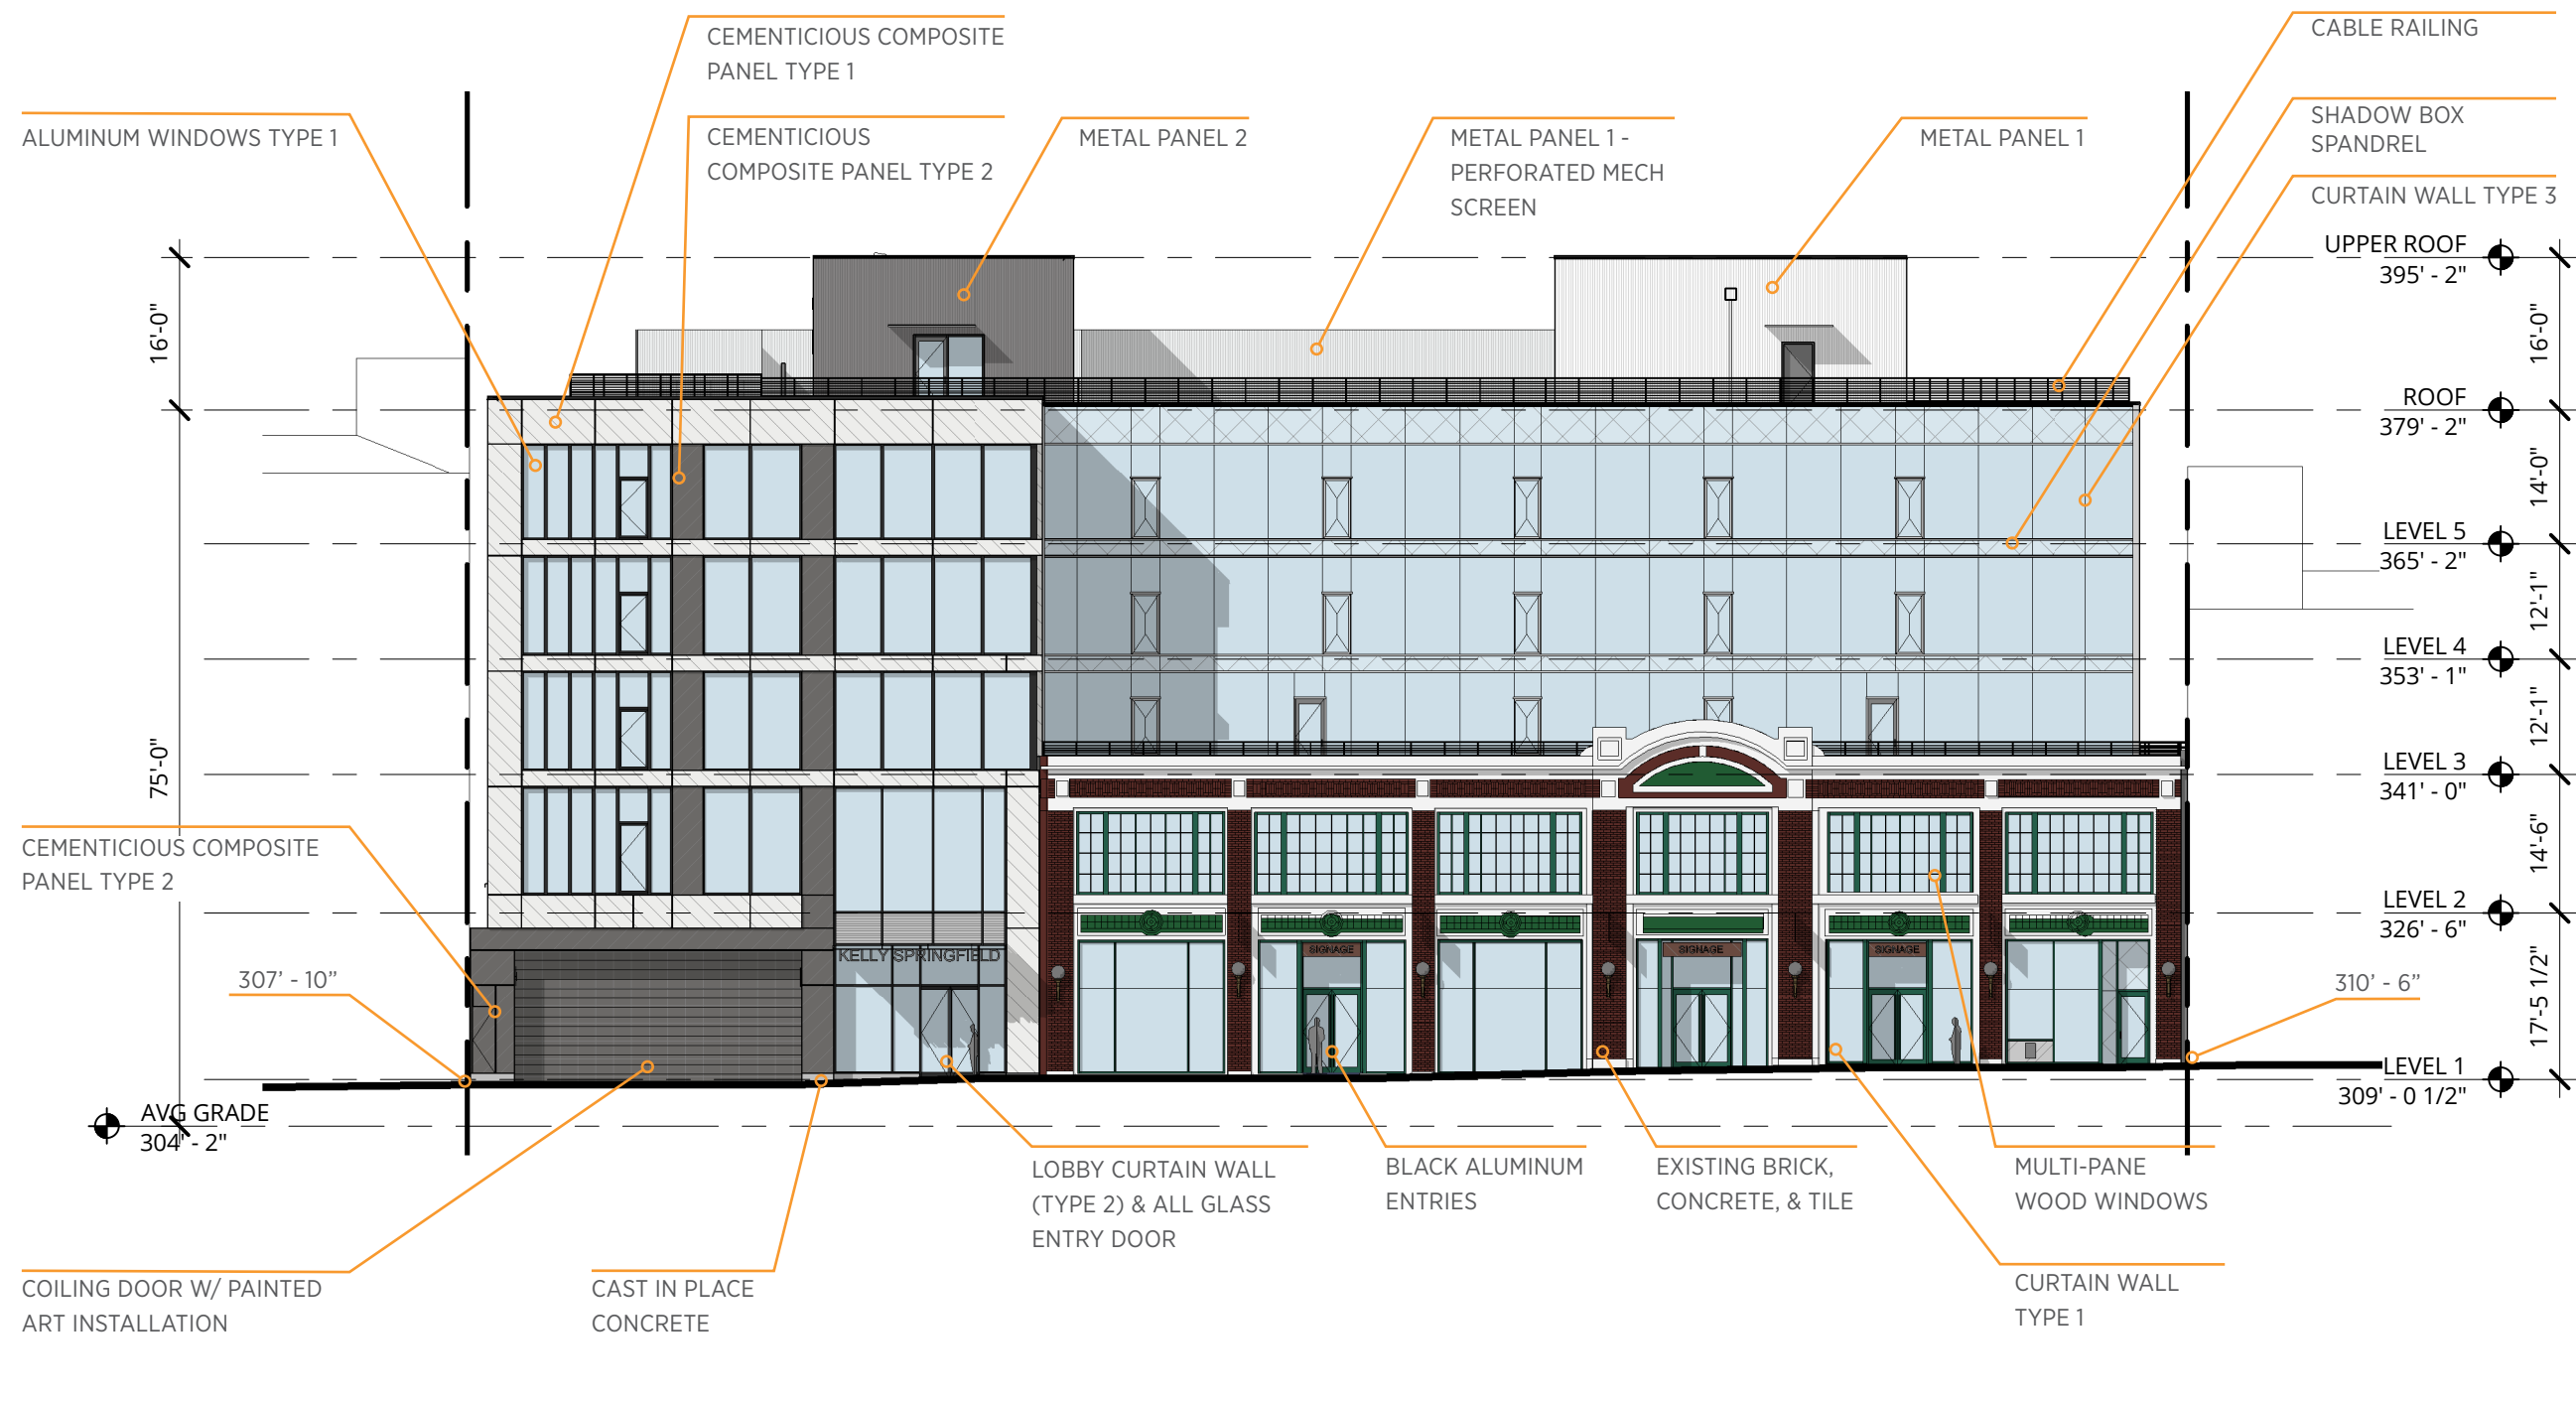 CEMENTICIOUS COMPOSITE
PANEL TYPE 1
CABLE RAILING
ALUMINUM WINDOWS TYPE 1
CEMENTICIOUS
COMPOSITE PANEL TYPE 2
METAL PANEL 2
METAL PANEL 1 -
PERFORATED MECH
SCREEN
METAL PANEL 1
SHADOW BOX
SPANDREL
CURTAIN WALL TYPE 3
UPPER ROOF
395' - 2"
16'-0"
16'-0"
ROOF
379' - 2"
14'-0"
LEVEL 5
365' - 2"
12'-1"
LEVEL 4
353' - 1"
12'-1"
75'-0"
LEVEL 3
341' - 0"
14'-6"
CEMENTICIOUS COMPOSITE
PANEL TYPE 2
LEVEL 2
326' - 6"
KELLY SPRINGFIELD
SIGNAGE
SIGNAGE
SIGNAGE
307' - 10"
310' - 6"
17'-5 1/2"
LEVEL 1
309' - 0 1/2"
AVG GRADE
304' - 2"
LOBBY CURTAIN WALL
(TYPE 2) & ALL GLASS
ENTRY DOOR
BLACK ALUMINUM
ENTRIES
EXISTING BRICK,
CONCRETE, & TILE
MULTI-PANE
WOOD WINDOWS
COILING DOOR W/ PAINTED
ART INSTALLATION
CAST IN PLACE
CONCRETE
CURTAIN WALL
TYPE 1